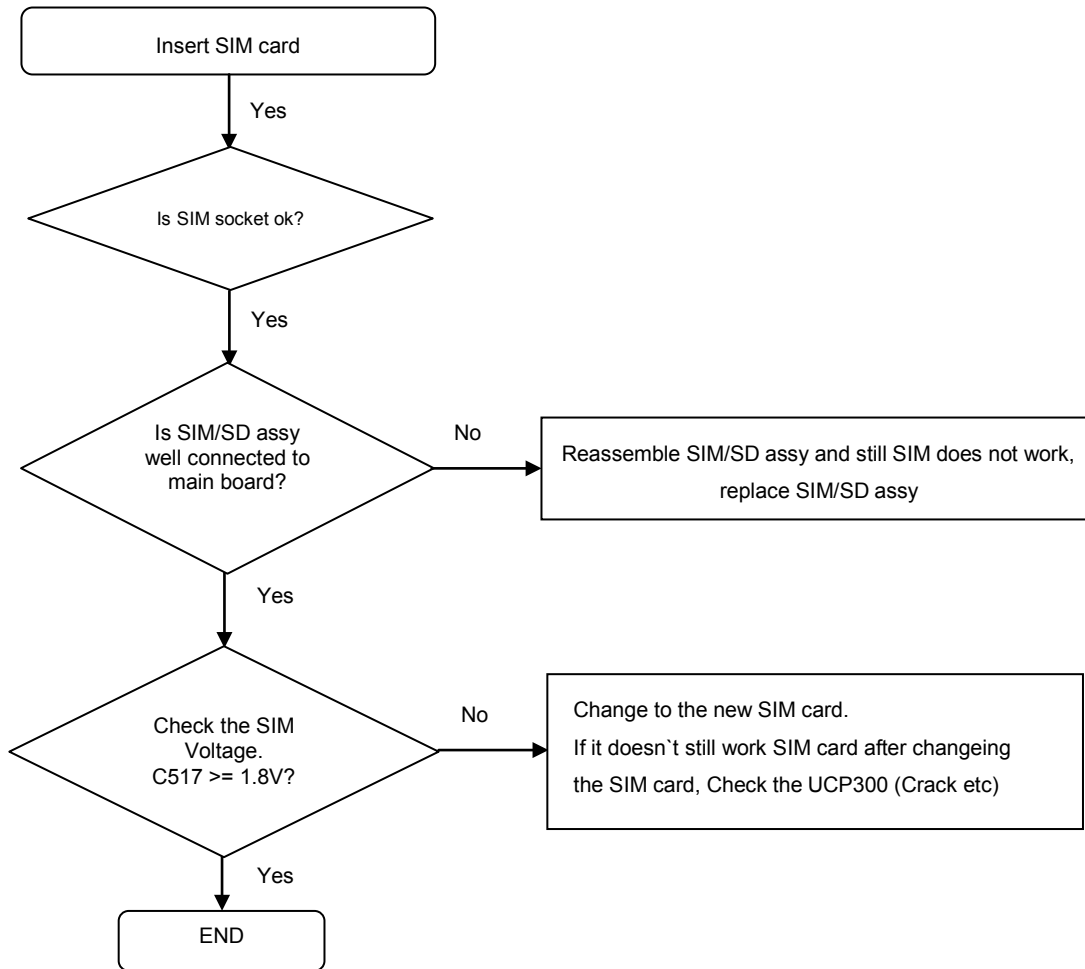 Insert SIM card
Yes
Is SIM socket ok?
Yes
Is SIM/SD assy
well connected to
main board?
No
Reassemble SIM/SD assy and still SIM does not work,
replace SIM/SD assy
Yes
Check the SIM
Voltage.
C517 >= 1.8V?
No
Change to the new SIM card.
If it doesn`t still work SIM card after changeing
the SIM card, Check the UCP300 (Crack etc)
Yes
END